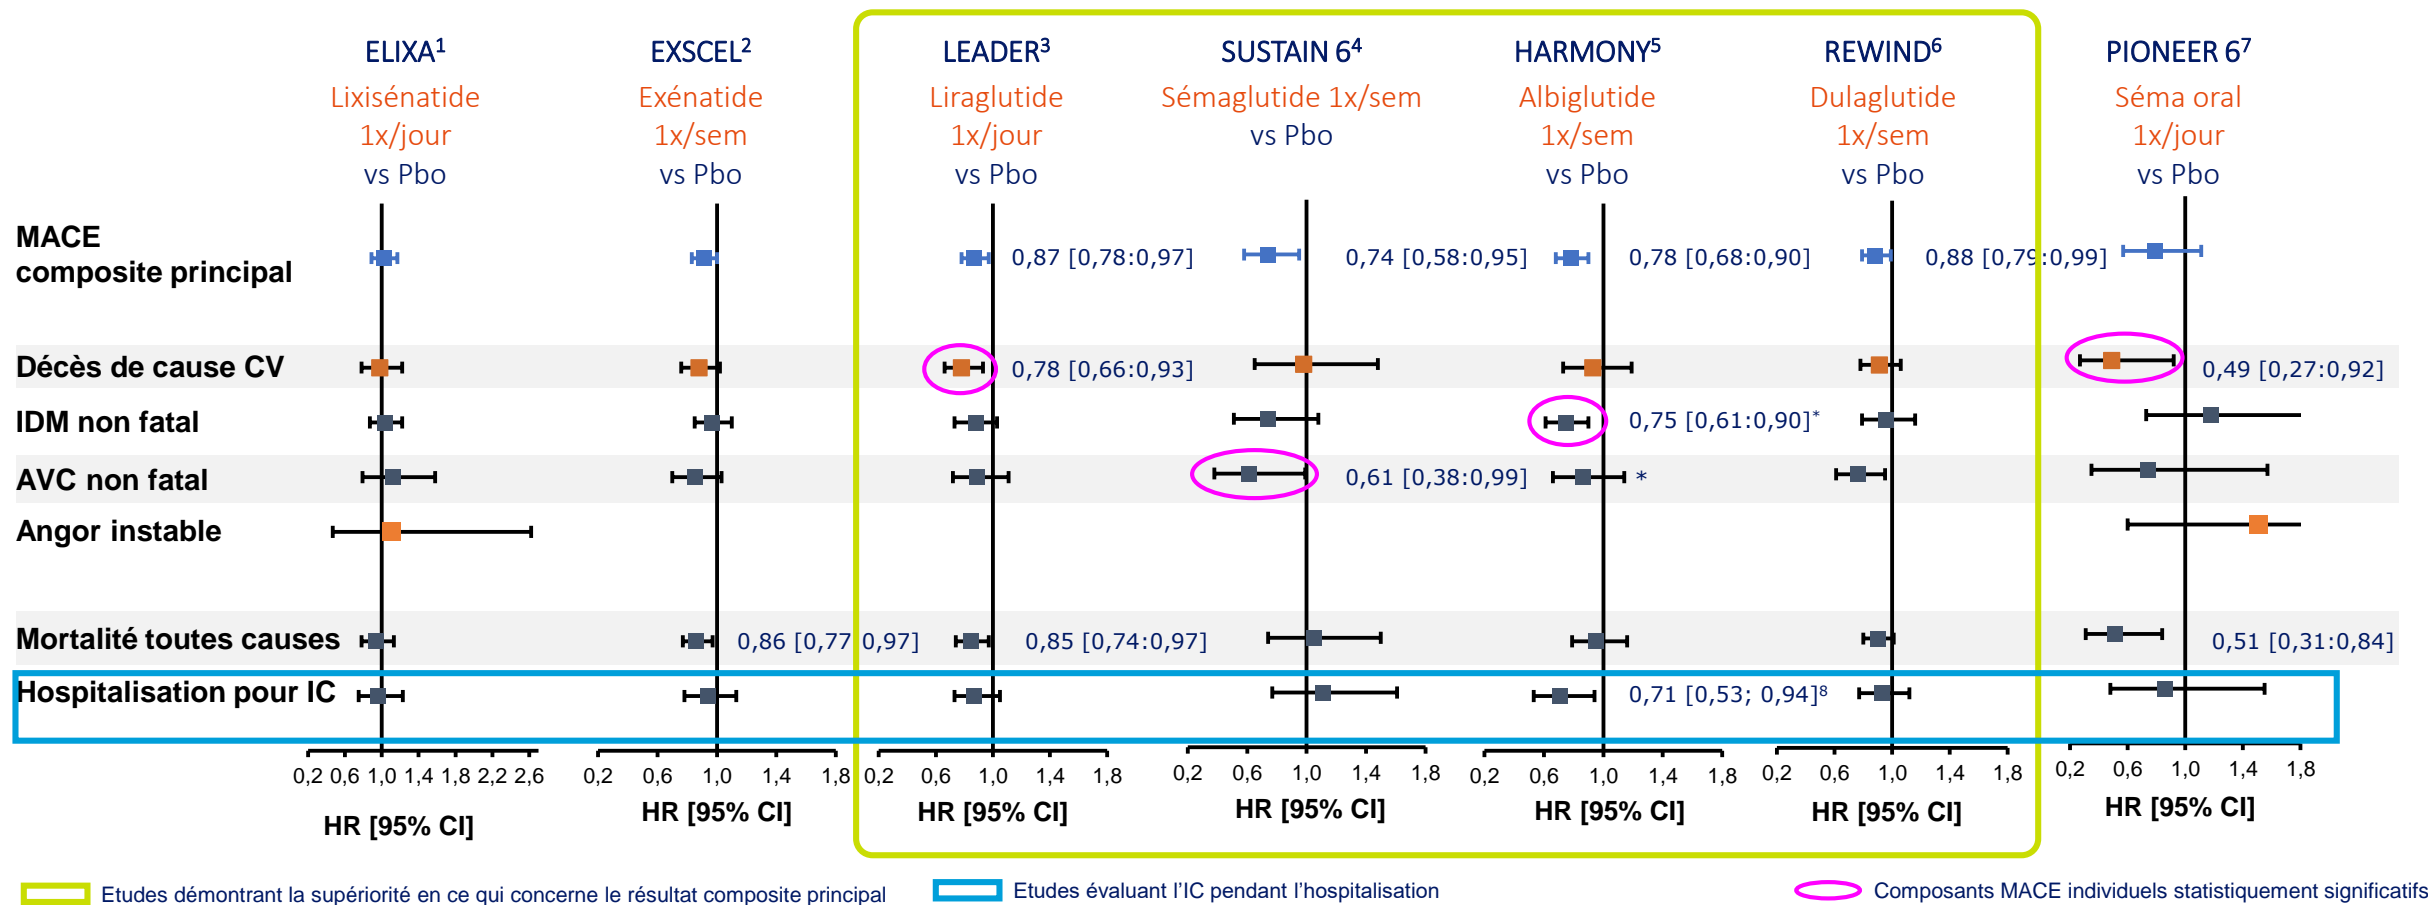 ELIXA¹
Lixisénatide
1x/jour
vs Pbo
EXSCEL²
Exénatide
1x/sem
vs Pbo
LEADER³
Liraglutide
1x/jour
vs Pbo
SUSTAIN 6⁴
Sémaglutide 1x/sem
vs Pbo
HARMONY⁵
Albiglutide
1x/sem
vs Pbo
REWIND⁶
Dulaglutide
1x/sem
vs Pbo
PIONEER 6⁷
Séma oral
1x/jour
vs Pbo
MACE
composite principal
0,87 [0,78:0,97]
0,74 [0,58:0,95]
0,78 [0,68:0,90]
0,88 [0,79:0,99]
Décès de cause CV
0,78 [0,66:0,93]
0,49 [0,27:0,92]
IDM non fatal
0,75 [0,61:0,90]*
AVC non fatal
0,61 [0,38:0,99]
*
Angor instable
Mortalité toutes causes
0,86 [0,77:0,97]
0,85 [0,74:0,97]
0,51 [0,31:0,84]
Hospitalisation pour IC
0,71 [0,53; 0,94]⁸
0,2 0,6 1,0 1,4 1,8 2,2 2,6
HR [95% CI]
0,2 0,6 1,0 1,4 1,8
HR [95% CI]
0,2 0,6 1,0 1,4 1,8
HR [95% CI]
0,2 0,6 1,0 1,4 1,8
HR [95% CI]
0,2 0,6 1,0 1,4 1,8
HR [95% CI]
0,2 0,6 1,0 1,4 1,8
HR [95% CI]
0,2 0,6 1,0 1,4 1,8
HR [95% CI]
Etudes démontrant la supériorité en ce qui concerne le résultat composite principal
Etudes évaluant l'IC pendant l'hospitalisation
Composants MACE individuels statistiquement significatifs